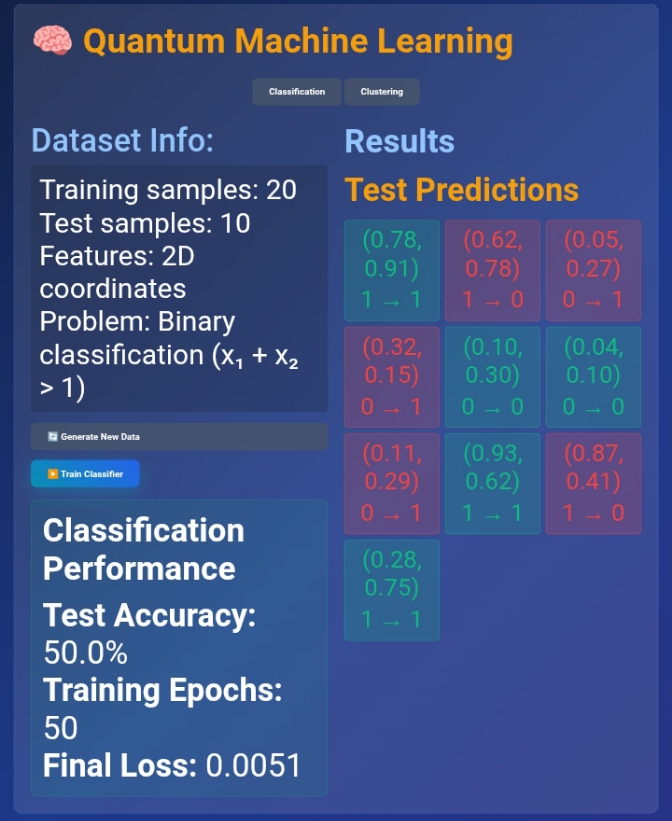 🧠 Quantum Machine Learning
Classification
Clustering
Dataset Info:
Training samples: 20
Test samples: 10
Features: 2D
coordinates
Problem: Binary
classification (x₁ + x₂
> 1)
🔄 Generate New Data
▶️ Train Classifier
Classification
Performance
Test Accuracy:
50.0%
Training Epochs:
50
Final Loss: 0.0051
Results
Test Predictions
(0.78,
0.91)
1 → 1
(0.62,
0.78)
1 → 0
(0.05,
0.27)
0 → 1
(0.32,
0.15)
0 → 1
(0.10,
0.30)
0 → 0
(0.04,
0.10)
0 → 0
(0.11,
0.29)
0 → 1
(0.93,
0.62)
1 → 1
(0.87,
0.41)
1 → 0
(0.28,
0.75)
1 → 1